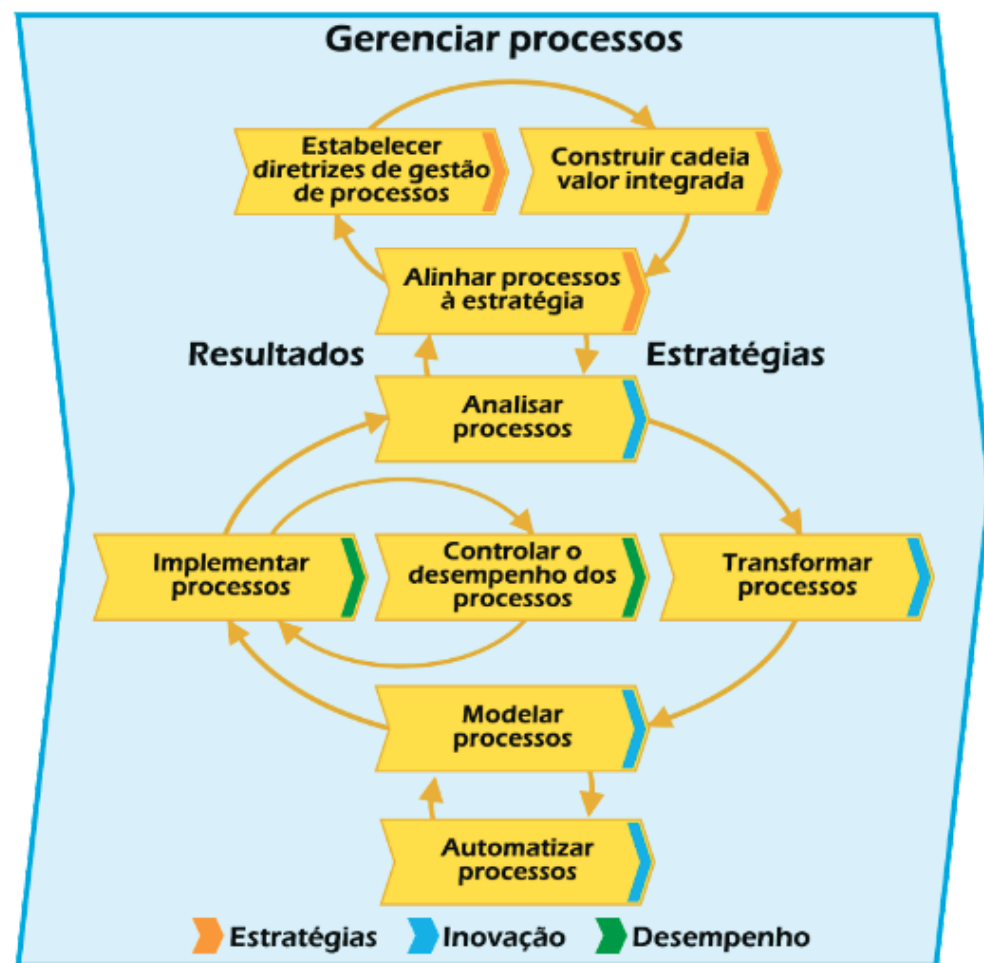 Gerenciar processos
Estabelecer
diretrizes de gestão
de processos
Construir cadeia
valor integrada
Alinhar processos
à estratégia
Resultados
Estratégias
Analisar
processos
Implementar
processos
Controlar o
desempenho dos
processos
Transformar
processos
Modelar
processos
Automatizar
processos
Estratégias
Inovação
Desempenho